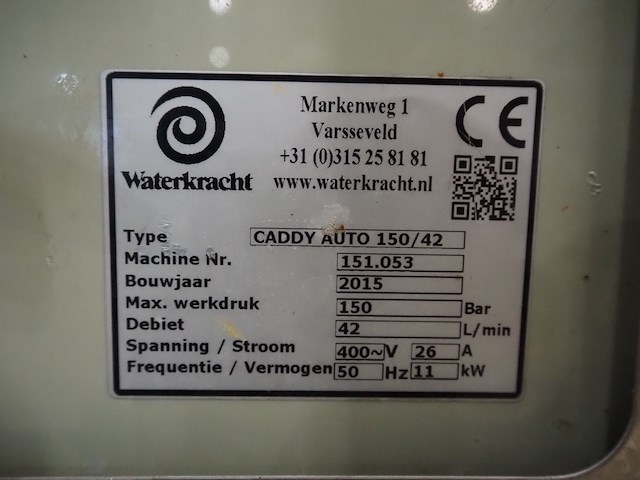 Markenweg 1
Varsseveld
+31 (0)315 25 81 81
www.waterkracht.nl
Waterkracht
CE
Type CADDY AUTO 150/42
Machine Nr. 151.053
Bouwjaar 2015
Max. werkdruk 150 Bar
Debiet 42 L/min
Spanning / Stroom 400~V 26 A
Frequentie / Vermogen 50 Hz 11 kW